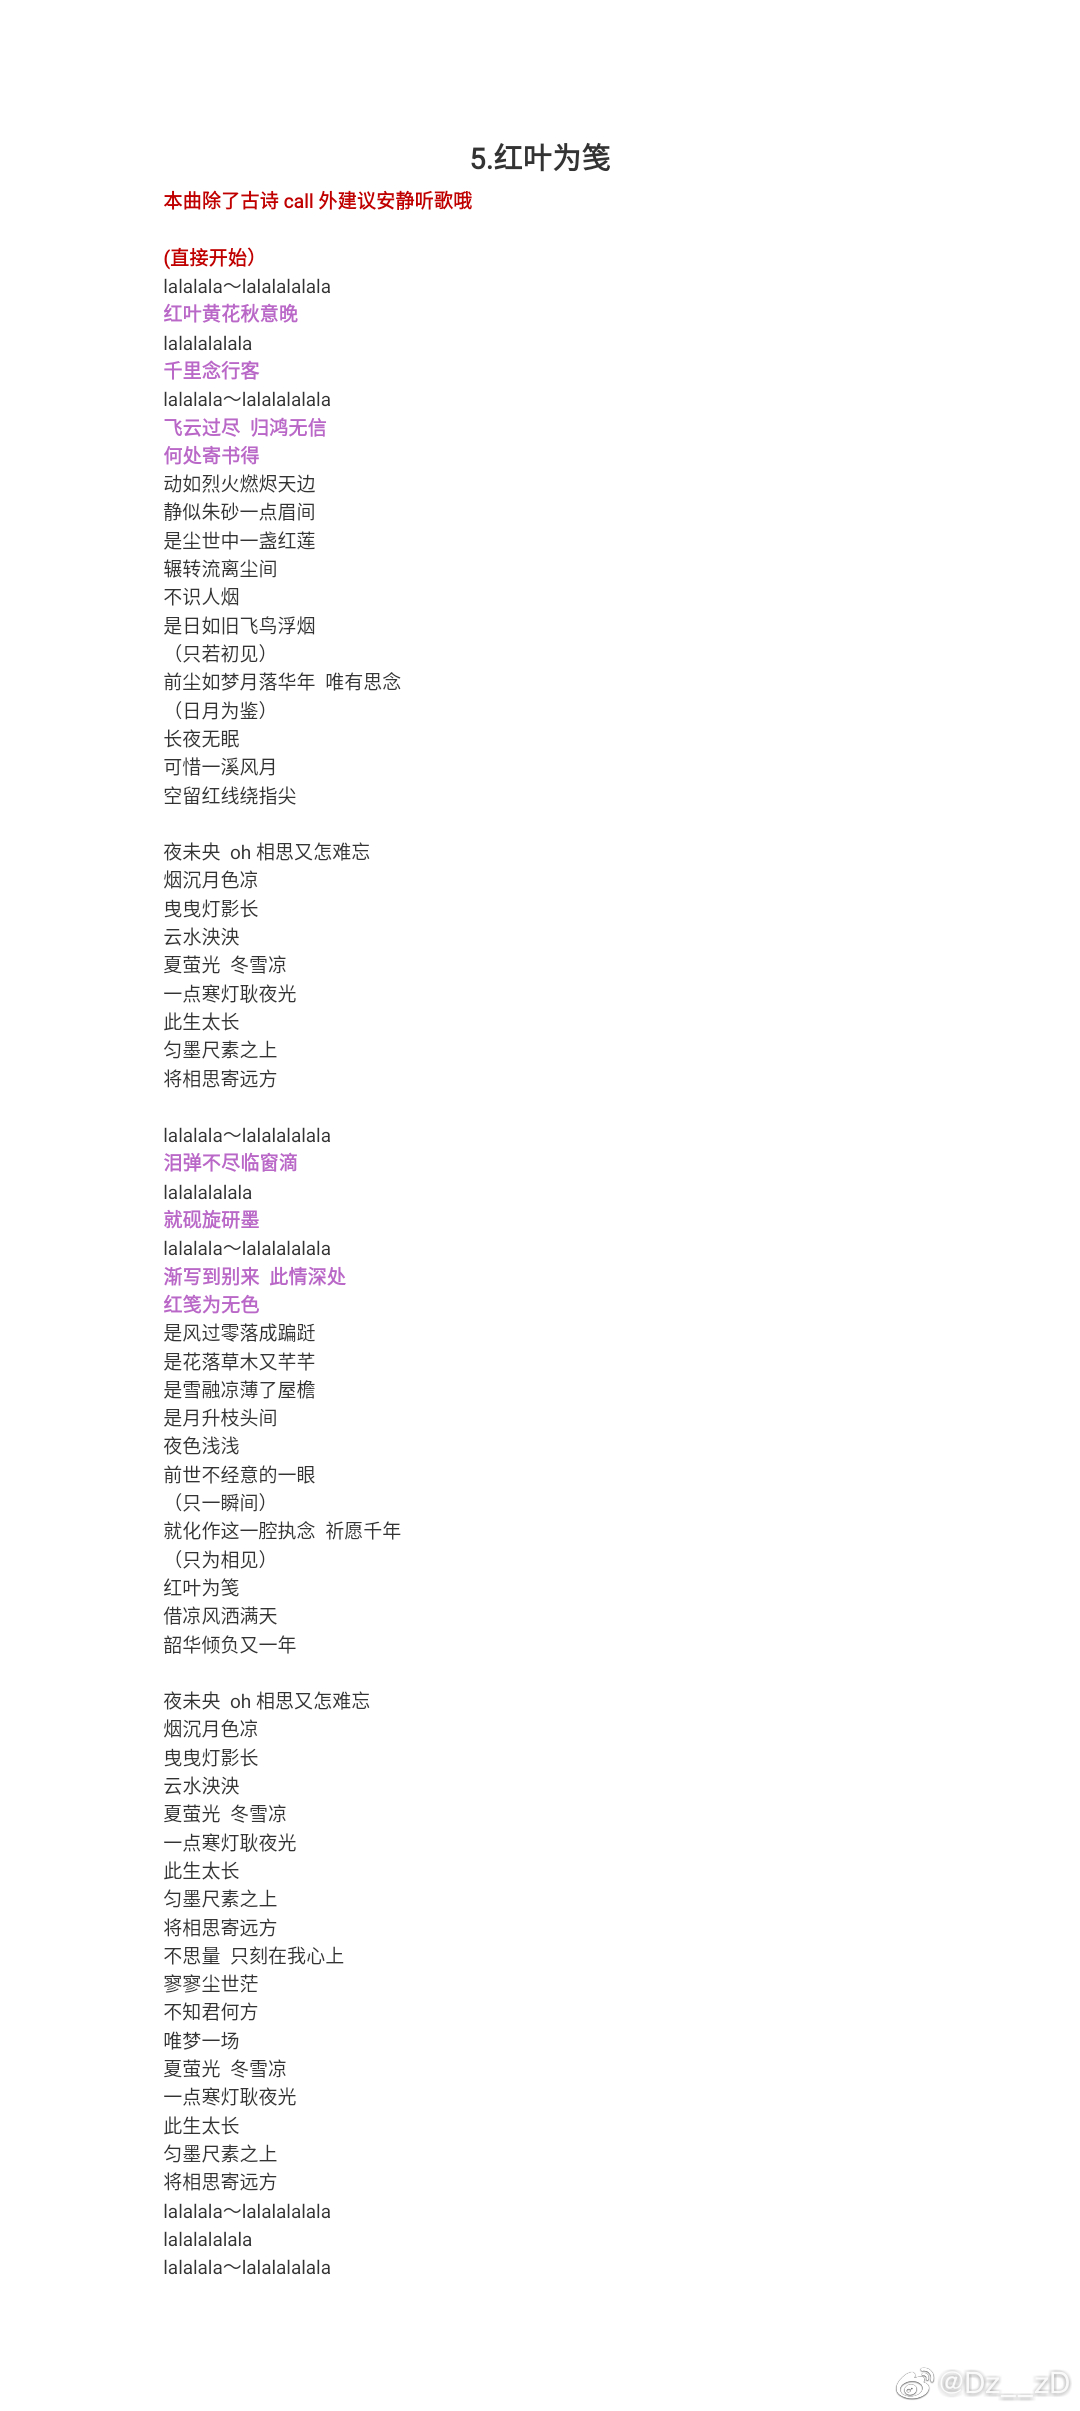 5.红叶为笺
本曲除了古诗 call 外建议安静听歌哦
(直接开始）
lalalala～lalalalalala
红叶黄花秋意晚
lalalalalala
千里念行客
lalalala～lalalalalala
飞云过尽  归鸿无信
何处寄书得
动如烈火燃烬天边
静似朱砂一点眉间
是尘世中一盏红莲
辗转流离尘间
不识人烟
是日如旧飞鸟浮烟
（只若初见）
前尘如梦月落华年  唯有思念
（日月为鉴）
长夜无眠
可惜一溪风月
空留红线绕指尖
夜未央  oh 相思又怎难忘
烟沉月色凉
曳曳灯影长
云水泱泱
夏萤光  冬雪凉
一点寒灯耿夜光
此生太长
匀墨尺素之上
将相思寄远方
lalalala～lalalalalala
泪弹不尽临窗滴
lalalalalala
就砚旋研墨
lalalala～lalalalalala
渐写到别来  此情深处
红笺为无色
是风过零落成蹁跹
是花落草木又芊芊
是雪融凉薄了屋檐
是月升枝头间
夜色浅浅
前世不经意的一眼
（只一瞬间）
就化作这一腔执念  祈愿千年
（只为相见）
红叶为笺
借凉风洒满天
韶华倾负又一年
夜未央  oh 相思又怎难忘
烟沉月色凉
曳曳灯影长
云水泱泱
夏萤光  冬雪凉
一点寒灯耿夜光
此生太长
匀墨尺素之上
将相思寄远方
不思量  只刻在我心上
寥寥尘世茫
不知君何方
唯梦一场
夏萤光  冬雪凉
一点寒灯耿夜光
此生太长
匀墨尺素之上
将相思寄远方
lalalala～lalalalalala
lalalalalala
lalalala～lalalalalala
@Dz__zD